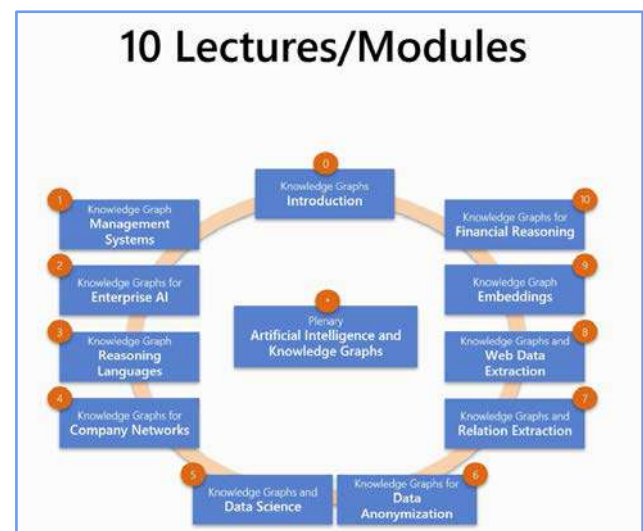 10 Lectures/Modules
0
Knowledge Graphs
Introduction
1
Knowledge Graph
Management
Systems
2
Knowledge Graphs for
Enterprise AI
3
Knowledge Graph
Reasoning
Languages
4
Knowledge Graphs for
Company Networks
5
Knowledge Graphs and
Data Science
6
Knowledge Graphs for
Data
Anonymization
7
Knowledge Graphs and
Relation Extraction
8
Knowledge Graphs and
Web Data
Extraction
9
Knowledge Graph
Embeddings
10
Knowledge Graphs for
Financial Reasoning
*
Plenary
Artificial Intelligence and
Knowledge Graphs